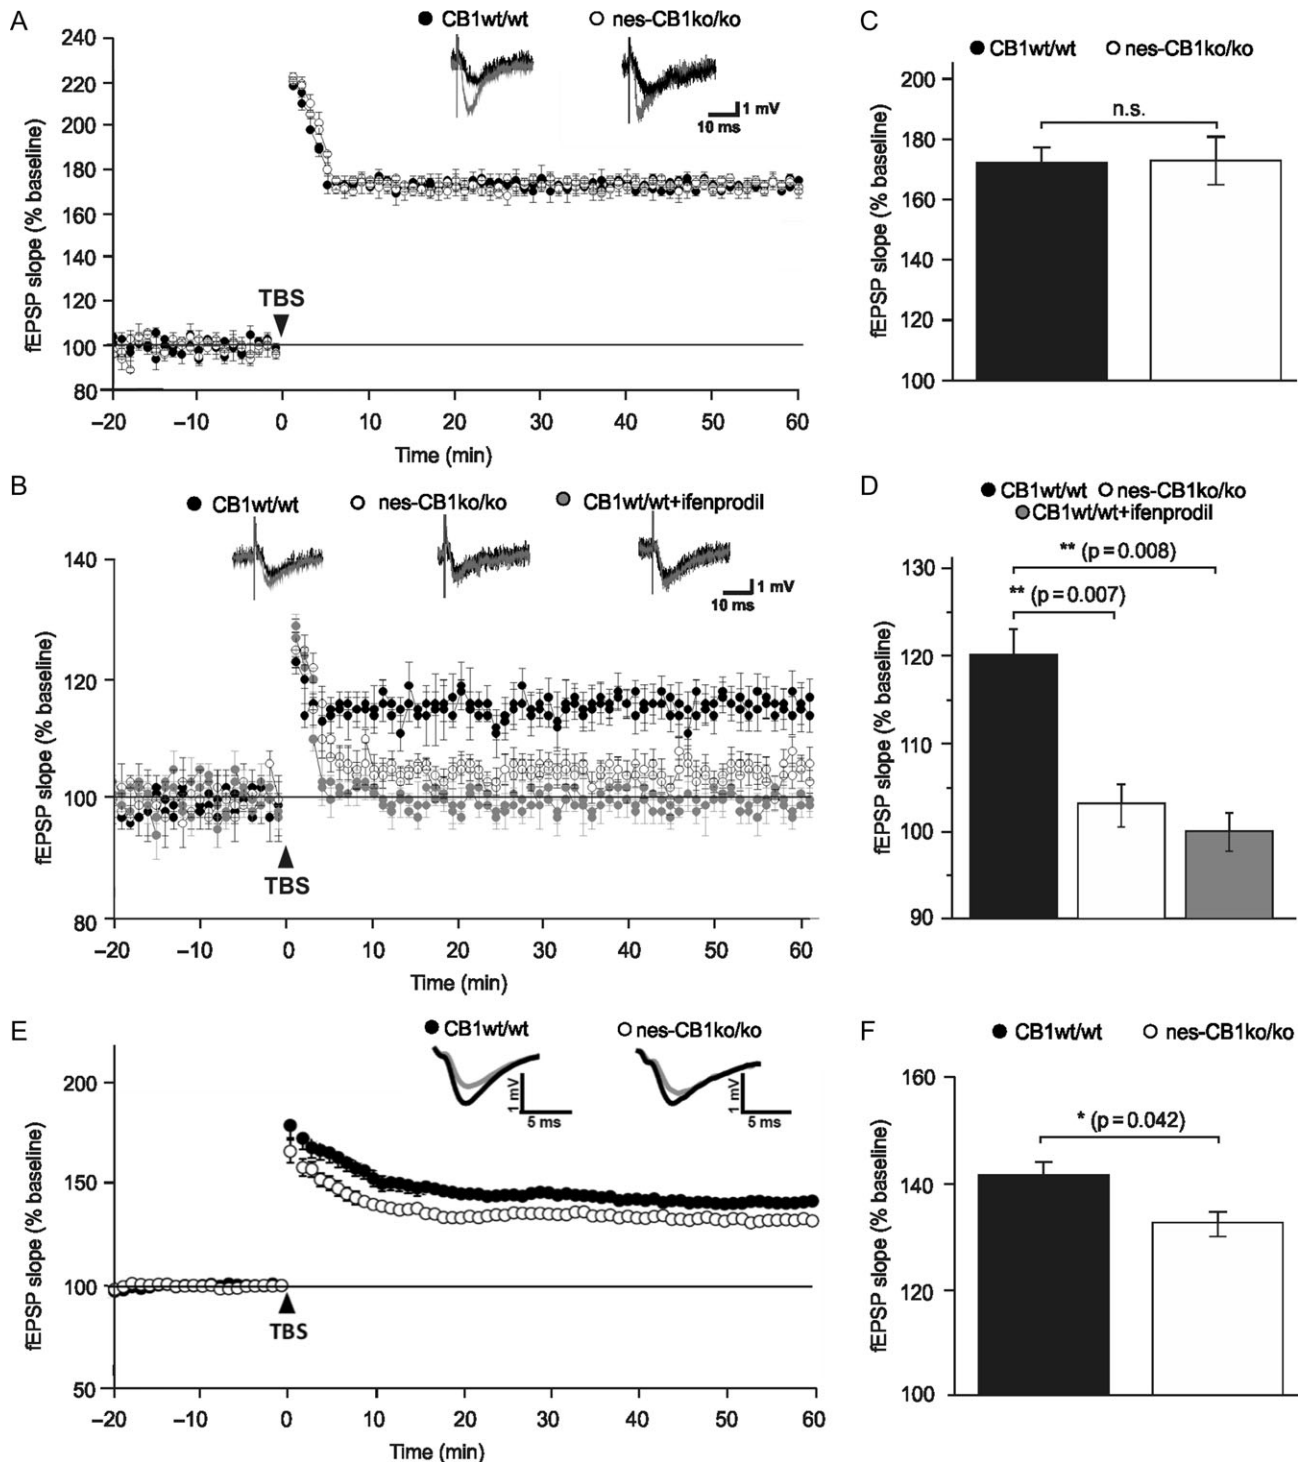 A
CB1wt/wt nes-CB1ko/ko
1 mV
10 ms
fEPSP slope (% baseline)
240
220
200
180
160
140
120
100
80
TBS
–20 –10 0 10 20 30 40 50 60
Time (min)
C
CB1wt/wt nes-CB1ko/ko
fEPSP slope (% baseline)
200
180
160
140
120
100
n.s.
B
CB1wt/wt nes-CB1ko/ko CB1wt/wt+ifenprodil
1 mV
10 ms
fEPSP slope (% baseline)
140
120
100
80
TBS
–20 –10 0 10 20 30 40 50 60
Time (min)
D
CB1wt/wt nes-CB1ko/ko
CB1wt/wt+ifenprodil
fEPSP slope (% baseline)
130
120
110
100
90
** (p = 0.008)
** (p = 0.007)
E
CB1wt/wt nes-CB1ko/ko
1 mV
5 ms
1 mV
5 ms
fEPSP slope (% baseline)
200
150
100
50
TBS
–20 –10 0 10 20 30 40 50 60
Time (min)
F
CB1wt/wt nes-CB1ko/ko
fEPSP slope (% baseline)
160
140
120
100
* (p = 0.042)